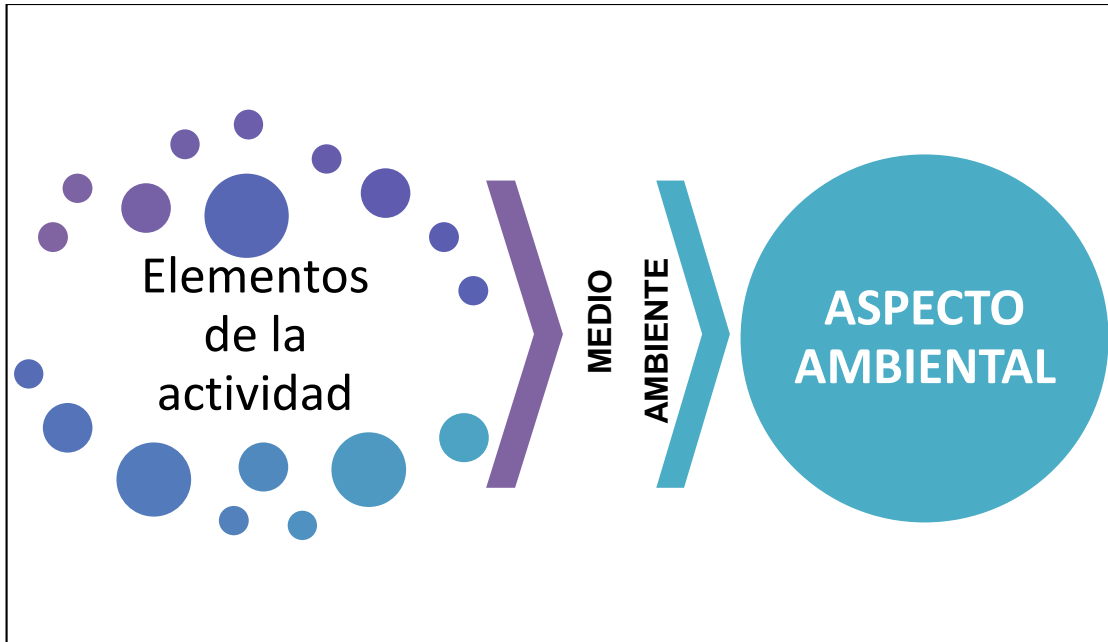 Elementos
de la
actividad
MEDIO
AMBIENTE
ASPECTO
AMBIENTAL